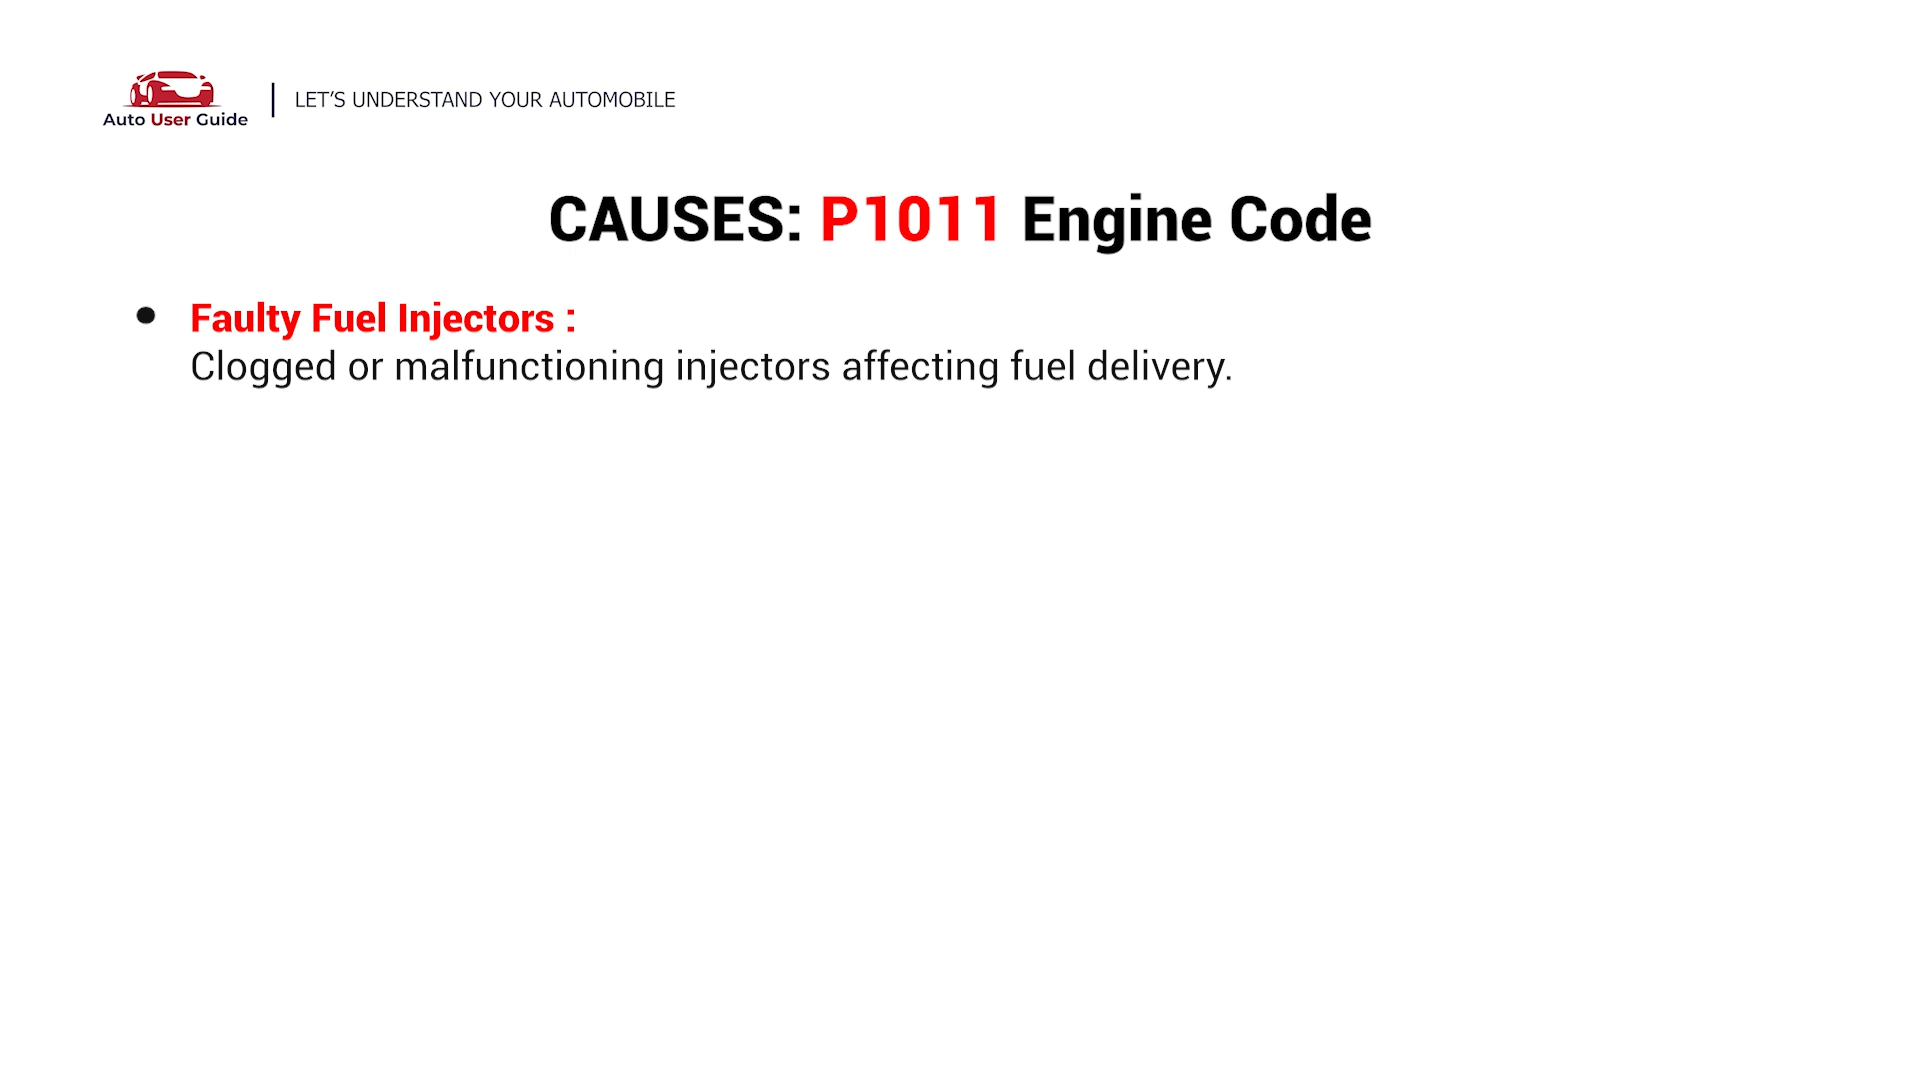 Auto User Guide
LET'S UNDERSTAND YOUR AUTOMOBILE
CAUSES: P1011 Engine Code
• Faulty Fuel Injectors :
Clogged or malfunctioning injectors affecting fuel delivery.